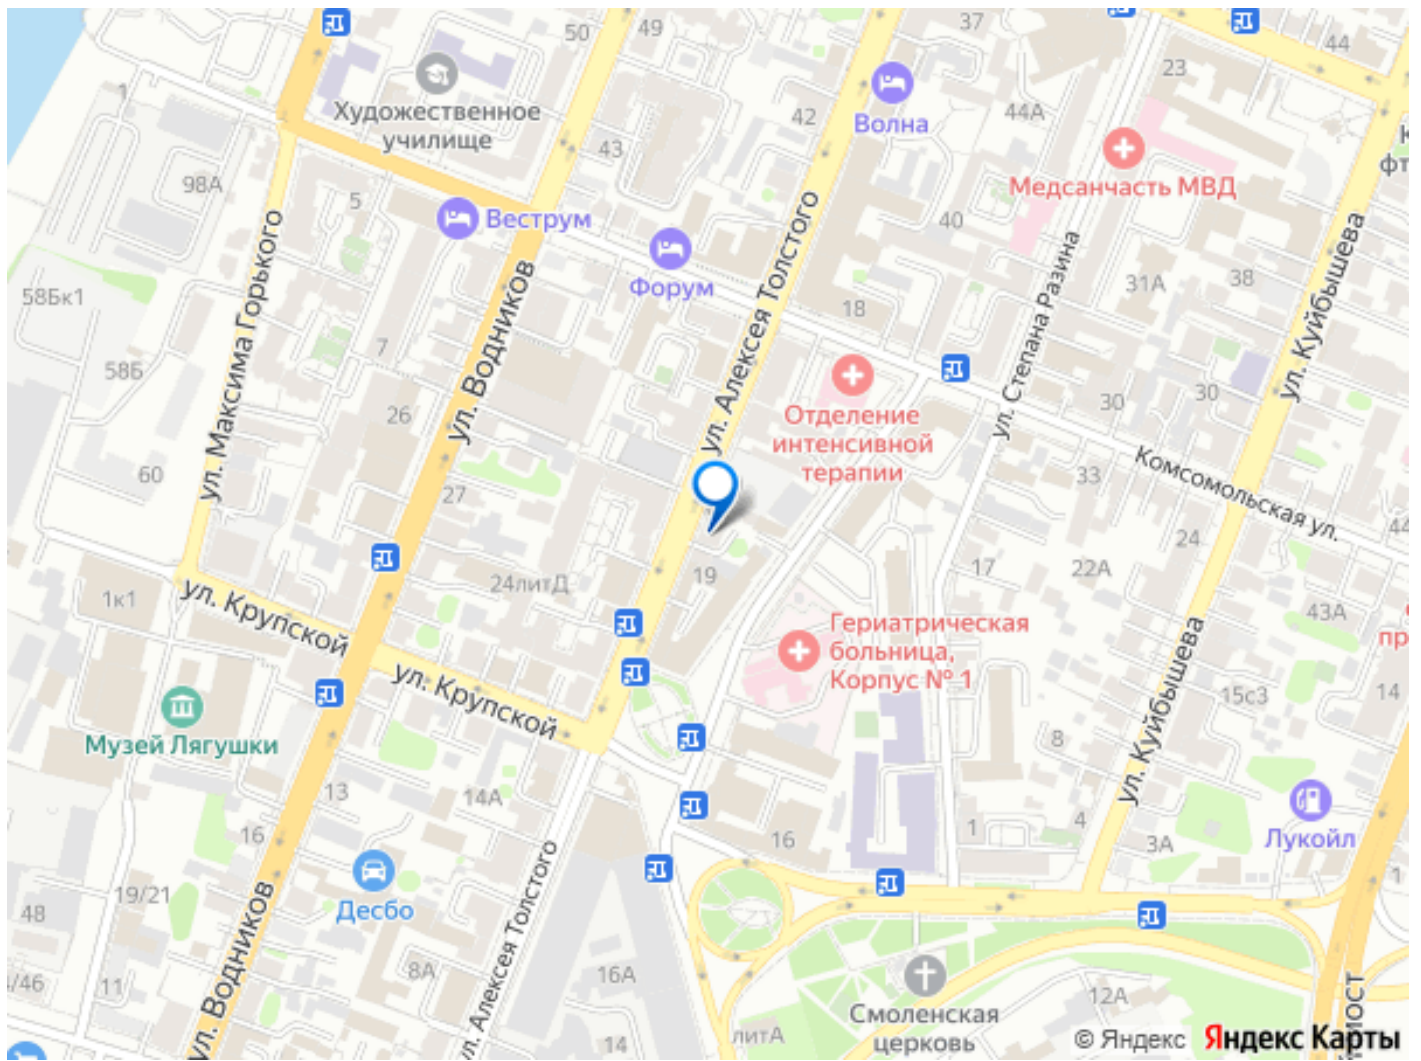 50
49
37
44
23
1
Художественное
училище
43
42
Волна
44А
Медсанчасть МВД
98А
5
Веструм
Форум
40
ул. Максима Горького
ул. Водников
ул. Алексея Толстого
ул. Степана Разина
ул. Куйбышева
58Бк1
31А
38
18
58Б
7
26
Отделение
интенсивной
терапии
30
30
60
27
33
Комсомольская ул.
44
24
1к1
ул. Крупской
24литД
19
17
22А
43А
Гериатрическая
больница,
Корпус № 1
ул. Крупской
ул. Куйбышева
15с3
14
Музей Лягушки
8
13
14А
16
16
1
4
3А
Лукойл
1
Десбо
19/21
48
ул. Водников
ул. Алексея Толстого
8А
16А
11
14
литА
Смоленская
церковь
12А
мост
© Яндекс Яндекс Карты